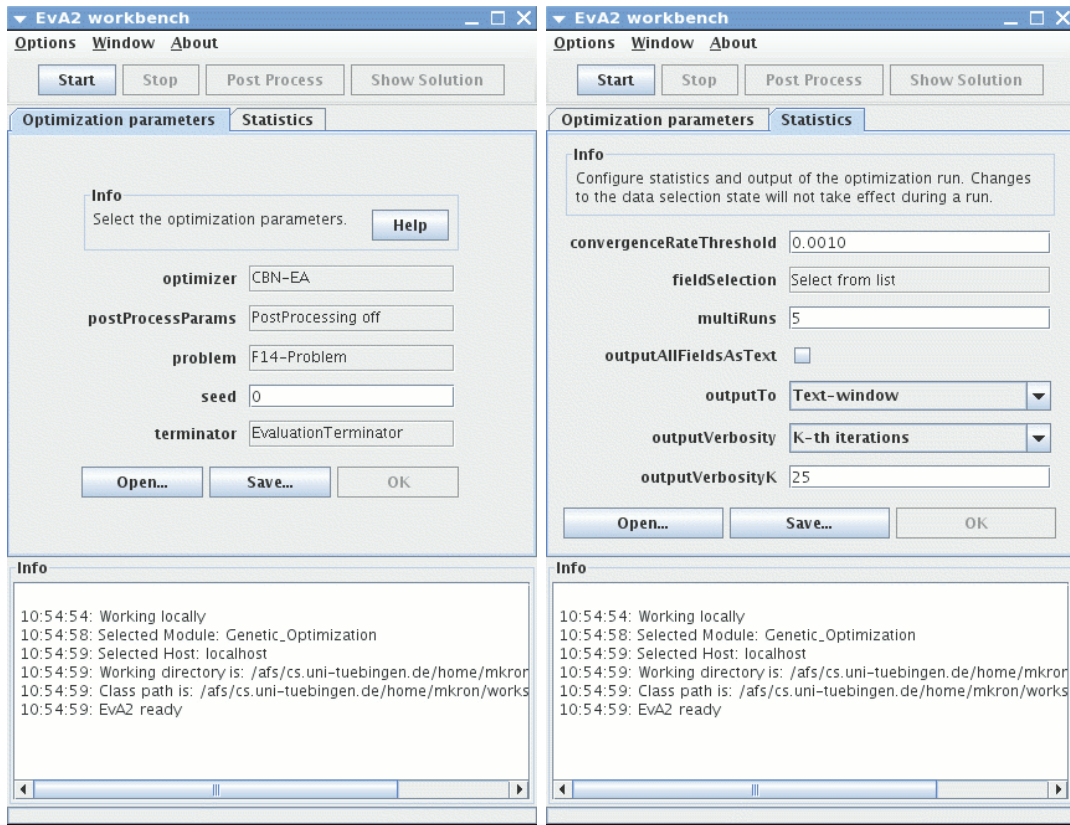 EvA2 workbench
Options Window About
Start Stop Post Process Show Solution
Optimization parameters Statistics
Info
Select the optimization parameters.
Help
optimizer CBN-EA
postProcessParams PostProcessing off
problem F14-Problem
seed 0
terminator EvaluationTerminator
Open... Save... OK
Info
10:54:54: Working locally
10:54:58: Selected Module: Genetic_Optimization
10:54:59: Selected Host: localhost
10:54:59: Working directory is: /afs/cs.uni-tuebingen.de/home/mkron
10:54:59: Class path is: /afs/cs.uni-tuebingen.de/home/mkron/works
10:54:59: EvA2 ready
EvA2 workbench
Options Window About
Start Stop Post Process Show Solution
Optimization parameters Statistics
Info
Configure statistics and output of the optimization run. Changes
to the data selection state will not take effect during a run.
convergenceRateThreshold 0.0010
fieldSelection Select from list
multiRuns 5
outputAllFieldsAsText
outputTo Text-window
outputVerbosity K-th iterations
outputVerbosityK 25
Open... Save... OK
Info
10:54:54: Working locally
10:54:58: Selected Module: Genetic_Optimization
10:54:59: Selected Host: localhost
10:54:59: Working directory is: /afs/cs.uni-tuebingen.de/home/mkron
10:54:59: Class path is: /afs/cs.uni-tuebingen.de/home/mkron/works
10:54:59: EvA2 ready